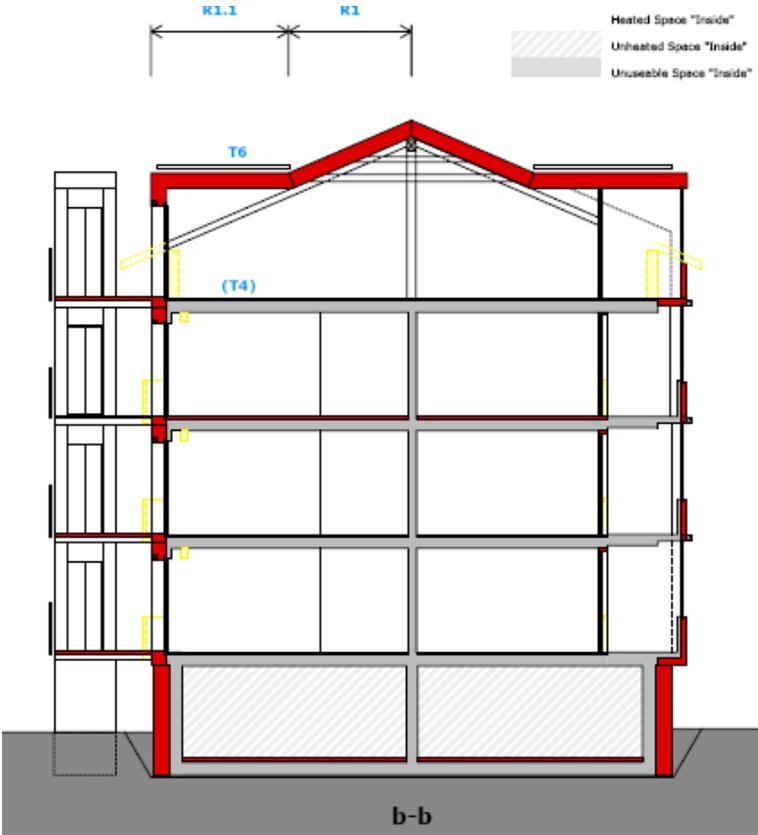 R1.1 R1
Heated Space "Inside"
Unheated Space "Inside"
Unuseable Space "Inside"
T6
(T4)
b-b